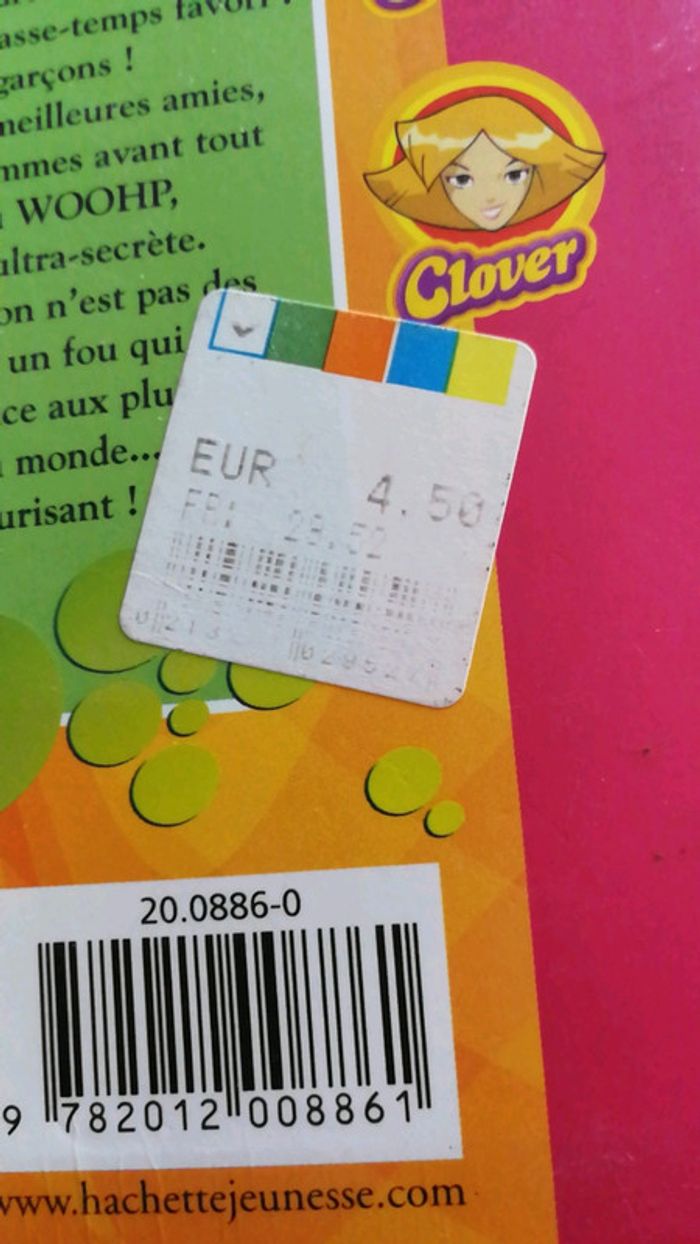 asse-temps favori !
garçons !
meilleures amies,
mmes avant tout
WOOHP,
ultra-secrète.
on n'est pas des
un fou qui
ce aux plu
monde...
urisant !
Clover
EUR 4.50
20.0886-0
9 782012 008861
www.hachettejeunesse.com